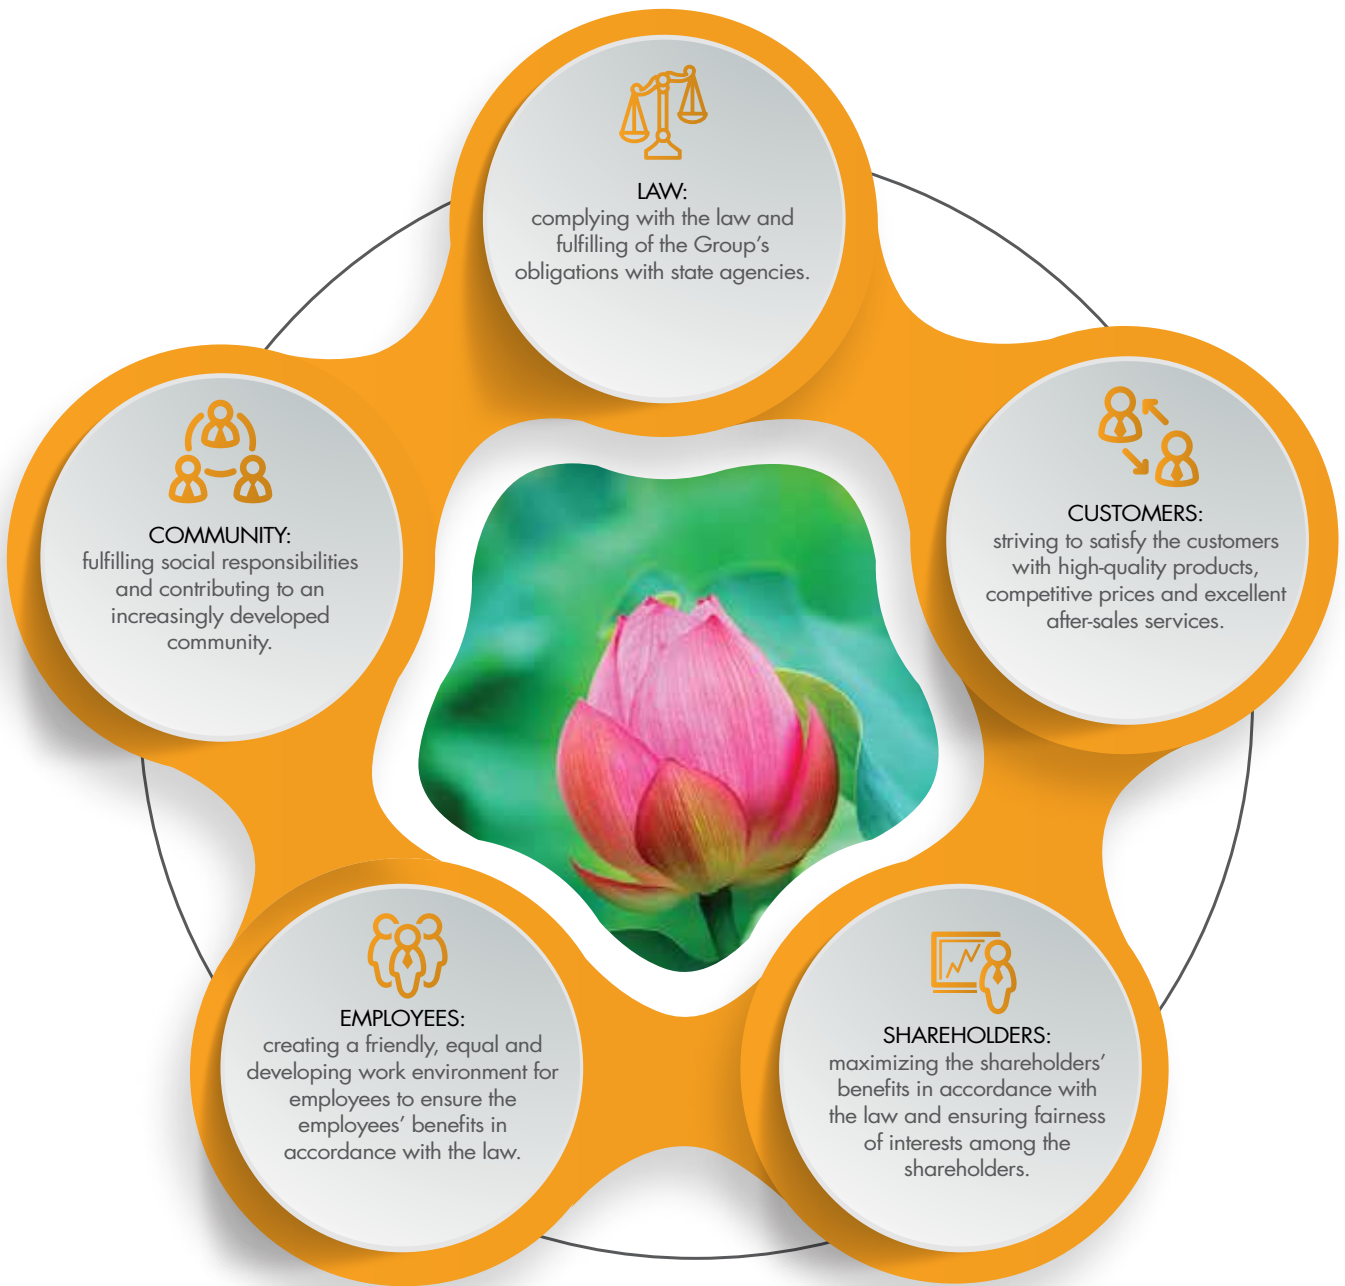 LAW:
complying with the law and
fulfilling of the Group's
obligations with state agencies.
CUSTOMERS:
striving to satisfy the customers
with high-quality products,
competitive prices and excellent
after-sales services.
COMMUNITY:
fulfilling social responsibilities
and contributing to an
increasingly developed
community.
EMPLOYEES:
creating a friendly, equal and
developing work environment for
employees to ensure the
employees' benefits in
accordance with the law.
SHAREHOLDERS:
maximizing the shareholders'
benefits in accordance with
the law and ensuring fairness
of interests among the
shareholders.